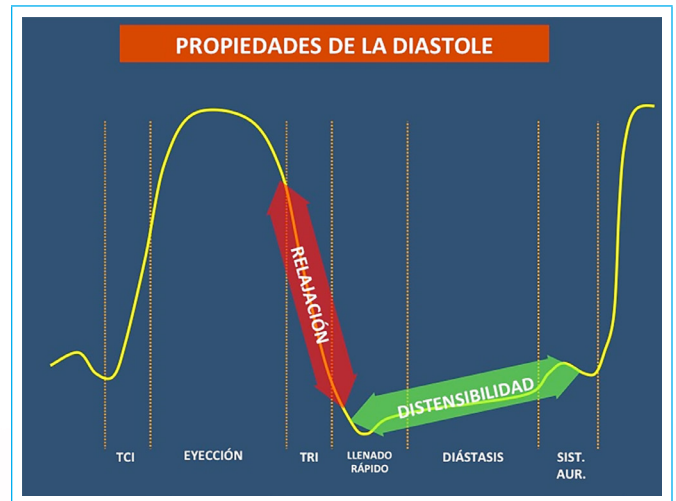 PROPIEDADES DE LA DIASTOLE
RELAJACIÓN
DISTENSIBILIDAD
TCI
EYECCIÓN
TRI
LLENADO
RÁPIDO
DIÁSTASIS
SIST.
AUR.